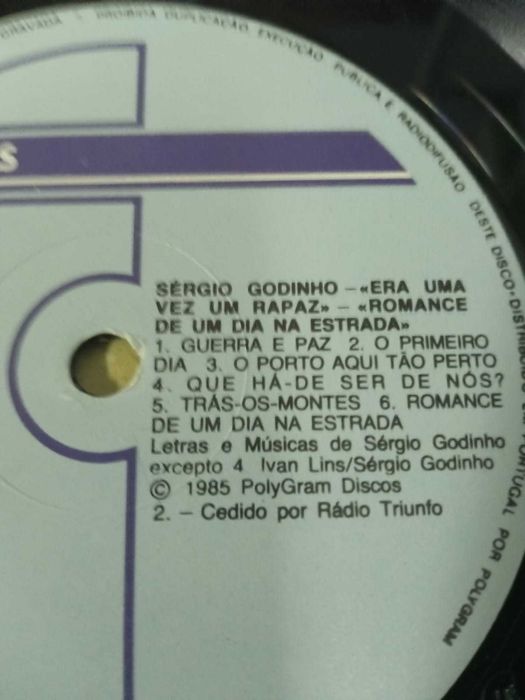 GRAVADA - PROIBIDA DUPLICAÇÃO, EXECUÇÃO PÚBLICA E RADIODIFUSÃO DESTE DISCO - PORTUGAL POR POLYGRAM
S
SÉRGIO GODINHO – «ERA UMA
VEZ UM RAPAZ» – «ROMANCE
DE UM DIA NA ESTRADA»
1. GUERRA E PAZ 2. O PRIMEIRO
DIA 3. O PORTO AQUI TÃO PERTO
4. QUE HÁ-DE SER DE NÓS?
5. TRÁS-OS-MONTES 6. ROMANCE
DE UM DIA NA ESTRADA
Letras e Músicas de Sérgio Godinho
excepto 4 Ivan Lins/Sérgio Godinho
© 1985 PolyGram Discos
2. – Cedido por Rádio Triunfo